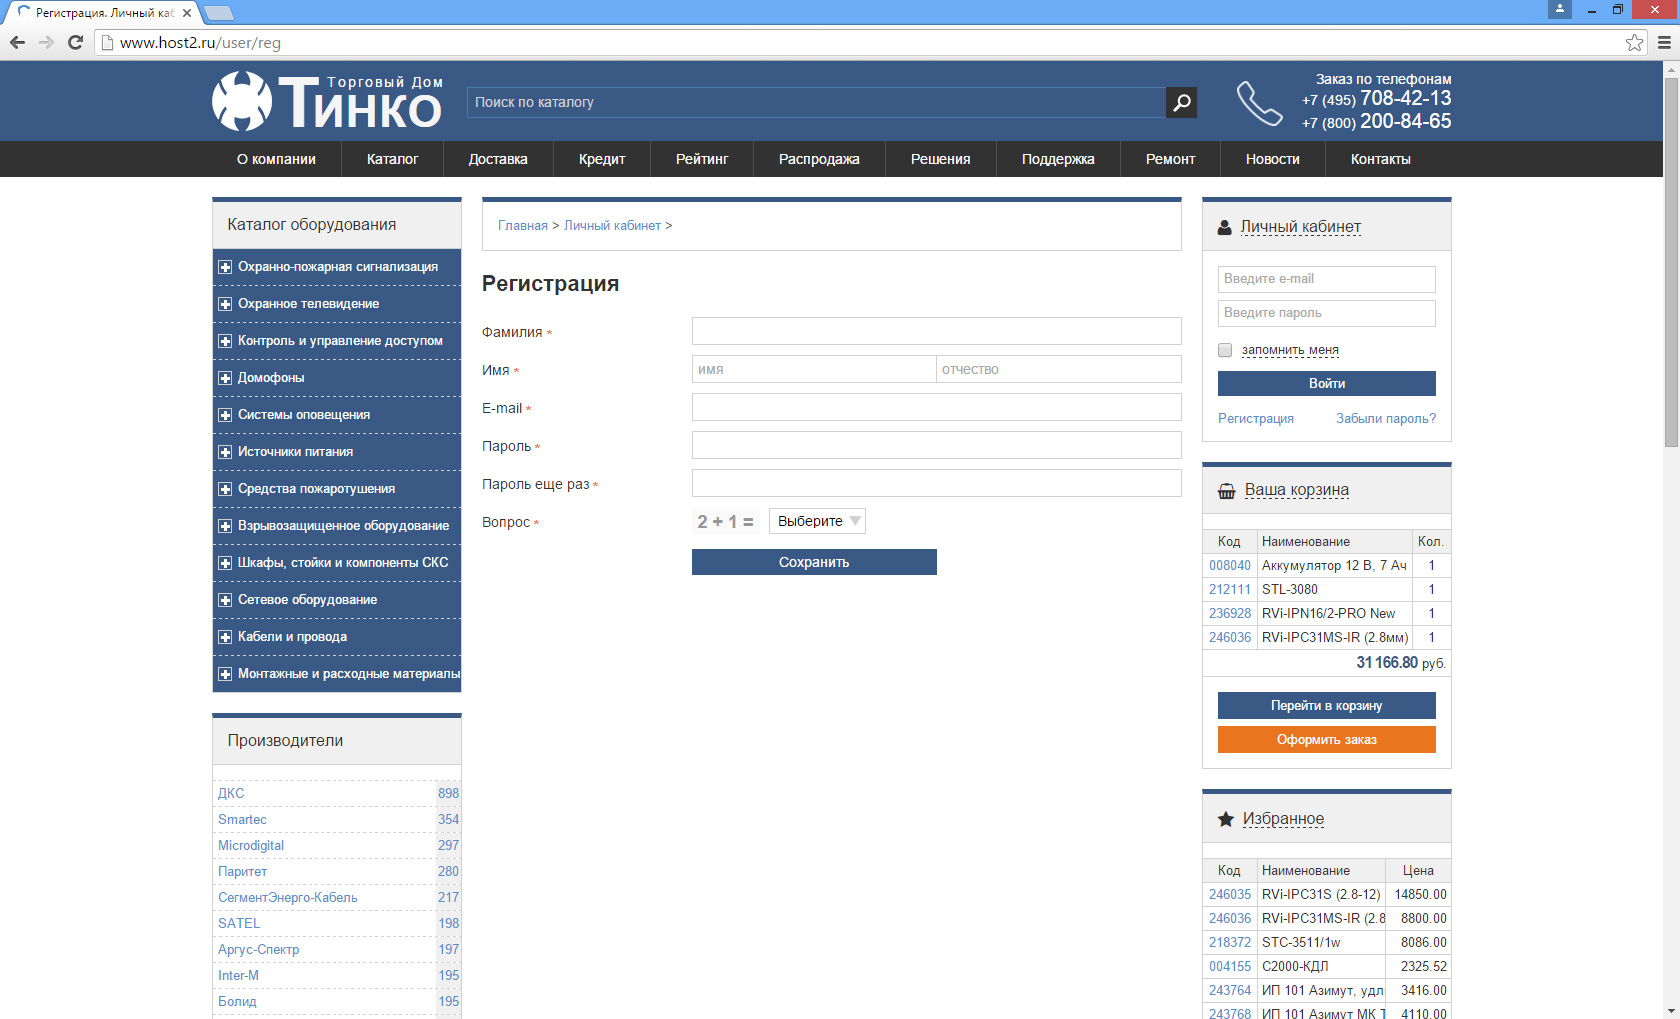 Регистрация. Личный каб
www.host2.ru/user/reg
Торговый Дом
Тинко
Поиск по каталогу
Заказ по телефонам
+7 (495) 708-42-13
+7 (800) 200-84-65
О компании Каталог Доставка Кредит Рейтинг Распродажа Решения Поддержка Ремонт Новости Контакты
Каталог оборудования
Охранно-пожарная сигнализация
Охранное телевидение
Контроль и управление доступом
Домофоны
Системы оповещения
Источники питания
Средства пожаротушения
Взрывозащищенное оборудование
Шкафы, стойки и компоненты СКС
Сетевое оборудование
Кабели и провода
Монтажные и расходные материалы
Производители
ДКС 898
Smartec 354
Microdigital 297
Паритет 280
СегментЭнерго-Кабель 217
SATEL 198
Аргус-Спектр 197
Inter-M 195
Болид 195
Главная > Личный кабинет >
Регистрация
Фамилия *
Имя * имя отчество
E-mail *
Пароль *
Пароль еще раз *
Вопрос * 2 + 1 = Выберите
Сохранить
Личный кабинет
Введите e-mail
Введите пароль
запомнить меня
Войти
Регистрация Забыли пароль?
Ваша корзина
Код Наименование Кол.
008040 Аккумулятор 12 В, 7 Ач 1
212111 STL-3080 1
236928 RVi-IPN16/2-PRO New 1
246036 RVi-IPC31MS-IR (2.8мм) 1
31 166.80 руб.
Перейти в корзину
Оформить заказ
Избранное
Код Наименование Цена
246035 RVi-IPC31S (2.8-12) 14850.00
246036 RVi-IPC31MS-IR (2.8 8800.00
218372 STC-3511/1w 8086.00
004155 С2000-КДЛ 2325.52
243764 ИП 101 Азимут, удл 3416.00
243768 ИП 101 Азимут МК Т 4110.00